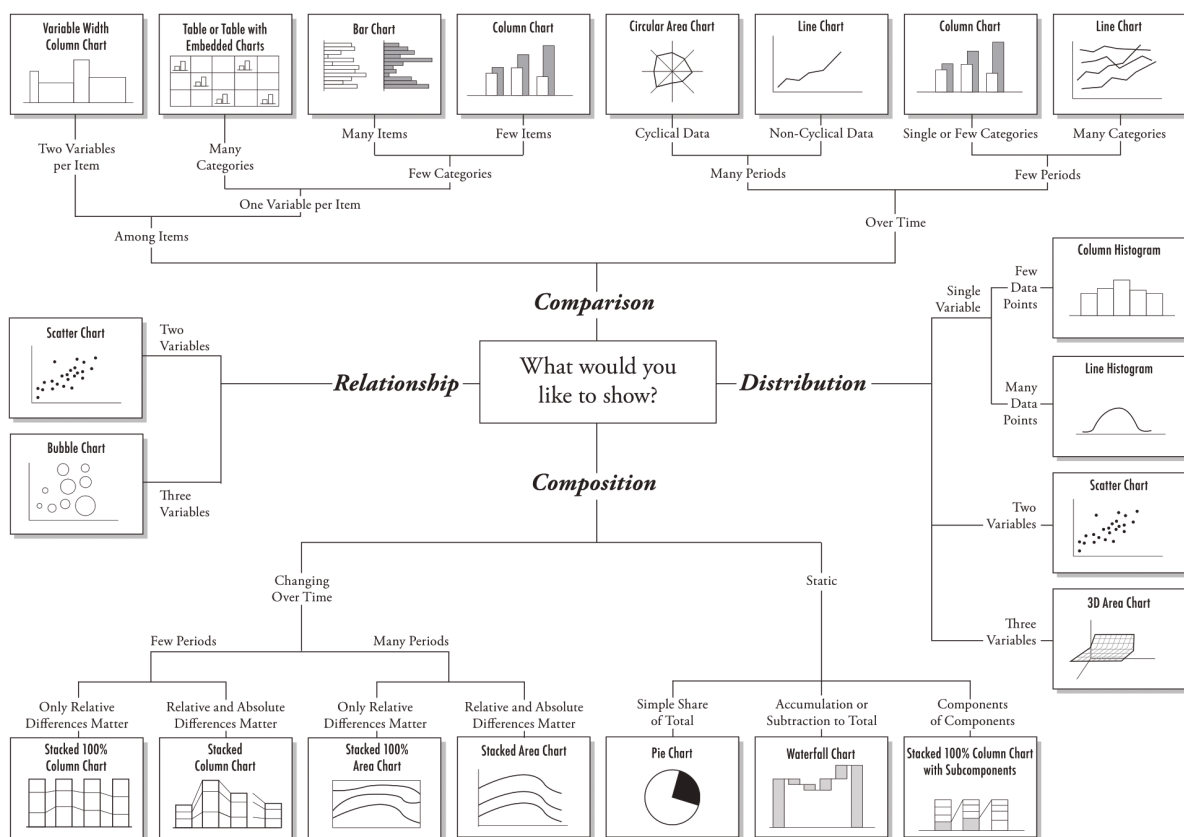 Variable Width
Column Chart
Table or Table with
Embedded Charts
Bar Chart
Column Chart
Circular Area Chart
Line Chart
Column Chart
Line Chart
Two Variables
per Item
Many
Categories
Many Items
Few Items
Cyclical Data
Non-Cyclical Data
Single or Few Categories
Many Categories
Few Categories
Many Periods
Few Periods
One Variable per Item
Among Items
Over Time
Comparison
What would you
like to show?
Relationship
Two
Variables
Scatter Chart
Three
Variables
Bubble Chart
Distribution
Single
Variable
Few
Data
Points
Column Histogram
Many
Data
Points
Line Histogram
Two
Variables
Scatter Chart
Three
Variables
3D Area Chart
Composition
Changing
Over Time
Static
Few Periods
Many Periods
Only Relative
Differences Matter
Relative and Absolute
Differences Matter
Only Relative
Differences Matter
Relative and Absolute
Differences Matter
Simple Share
of Total
Accumulation or
Subtraction to Total
Components
of Components
Stacked 100%
Column Chart
Stacked
Column Chart
Stacked 100%
Area Chart
Stacked Area Chart
Pie Chart
Waterfall Chart
Stacked 100% Column Chart
with Subcomponents